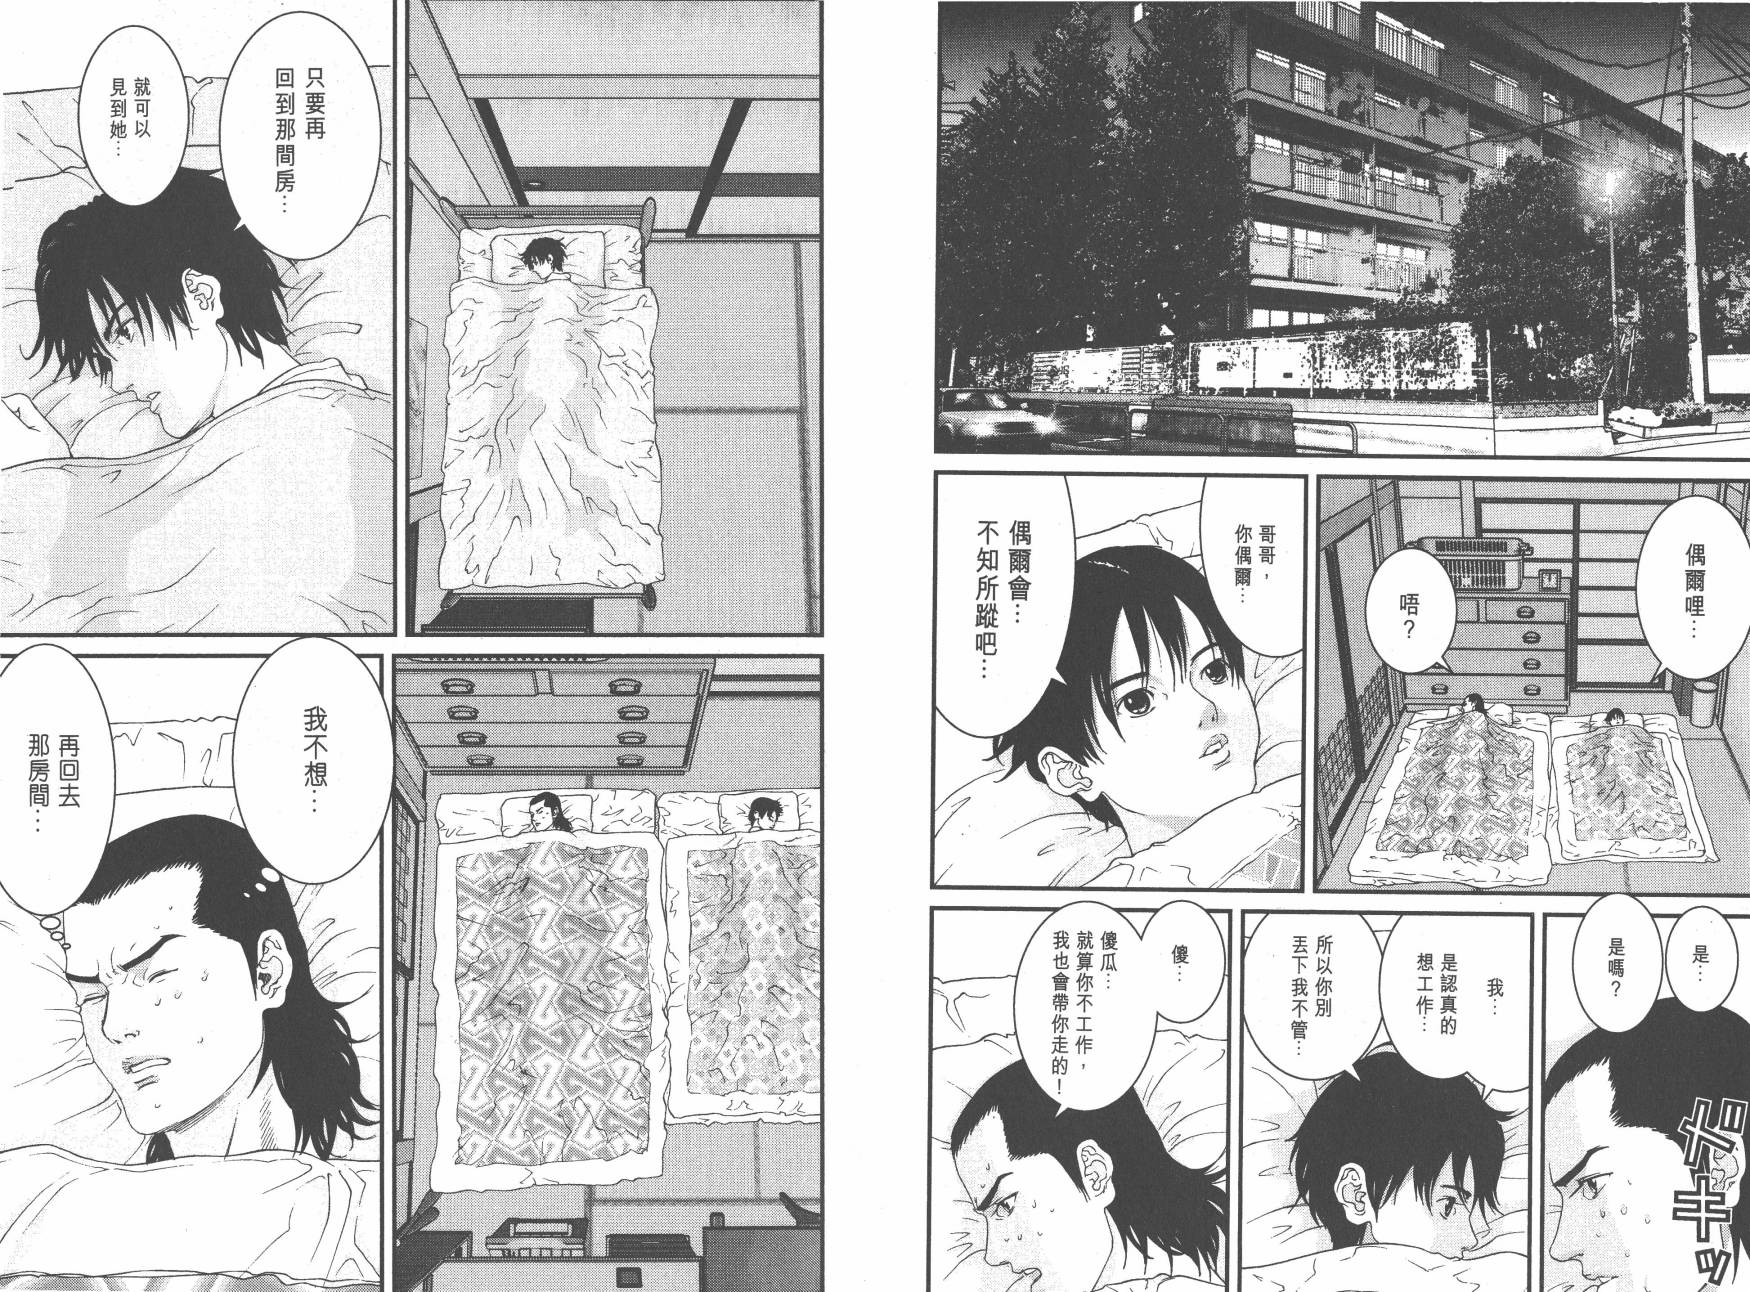 偶爾哩…
唔？
哥哥，
你偶爾…
偶爾會…
不知所蹤吧…
是…
是嗎？
ギョッ
我…
是認真的
想工作…
所以你別
丟下我不管…
傻…
傻瓜…
就算你不工作，
我也會帶你走的！
只要再
回到那間房…
就可以
見到她…
我不想…
再回去
那房間…